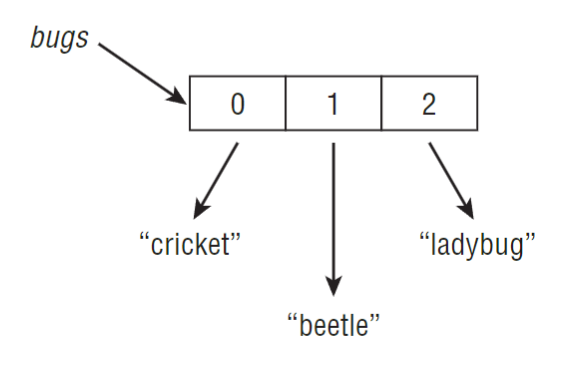 bugs
0 1 2
“cricket” “ladybug”
“beetle”